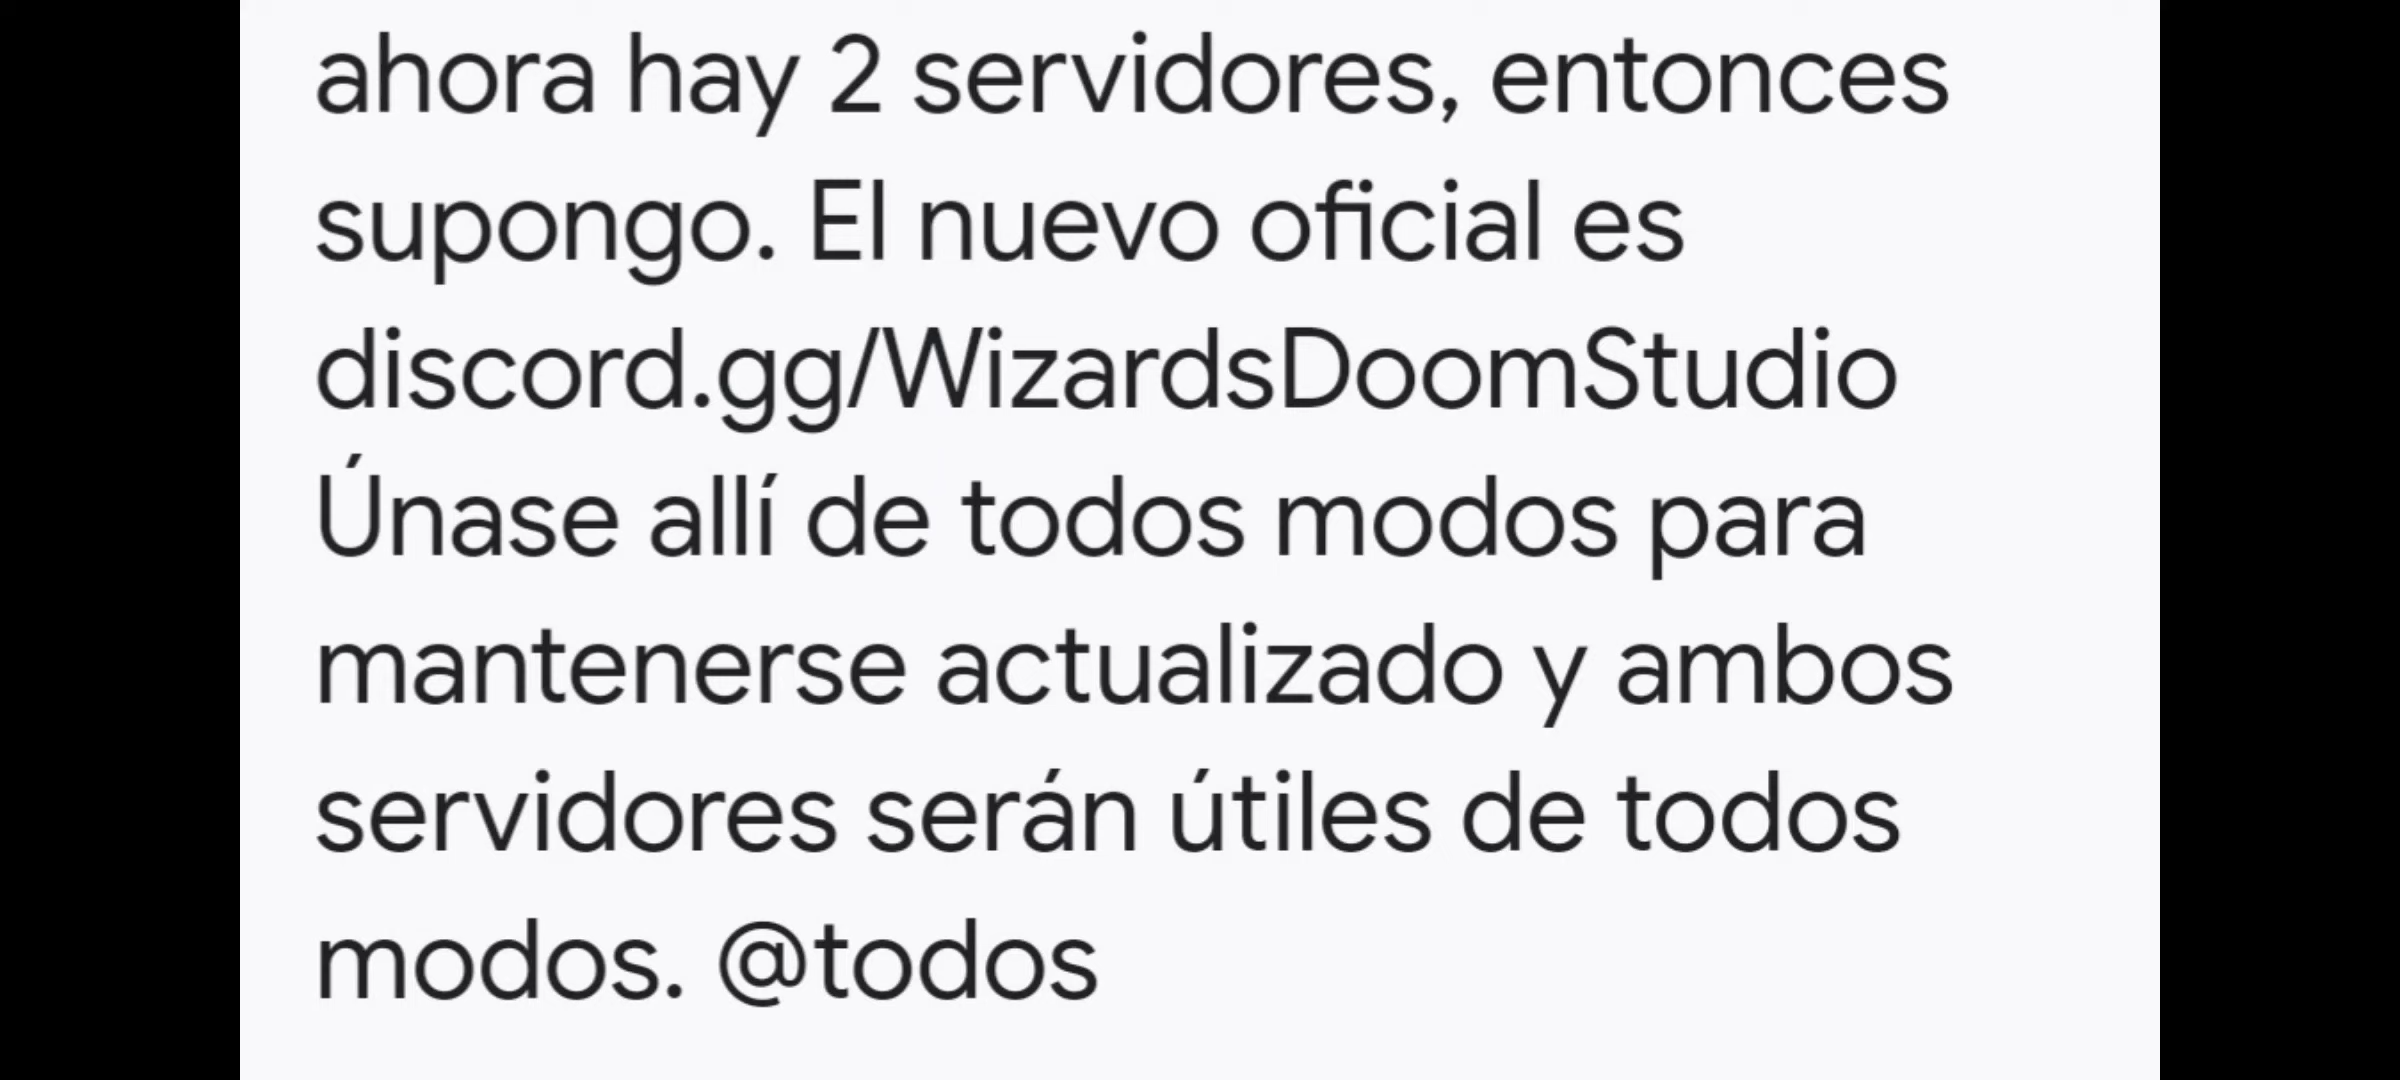 ahora hay 2 servidores, entonces
supongo. El nuevo oficial es
discord.gg/WizardsDoomStudio
Únase allí de todos modos para
mantenerse actualizado y ambos
servidores serán útiles de todos
modos. @todos